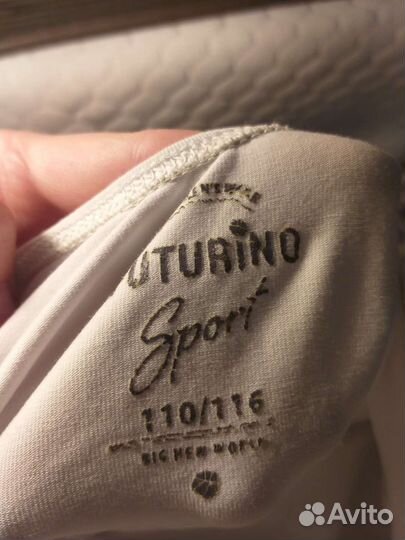 UTURiNO
Sport
110/116
BIG NEW WORLD
Avito